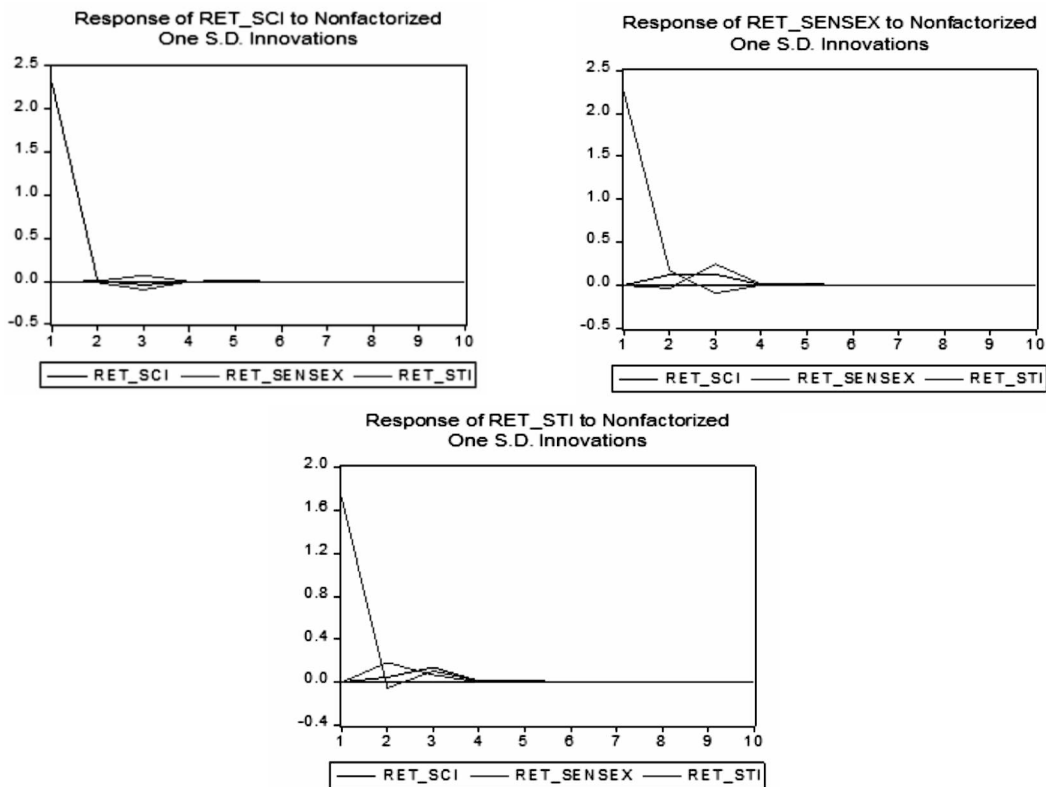 Response of RET_SCI to Nonfactorized
One S.D. Innovations
2.5
2.0
1.5
1.0
0.5
0.0
-0.5
1 2 3 4 5 6 7 8 9 10
RET_SCI RET_SENSEX RET_STI
Response of RET_SENSEX to Nonfactorized
One S.D. Innovations
2.5
2.0
1.5
1.0
0.5
0.0
-0.5
1 2 3 4 5 6 7 8 9 10
RET_SCI RET_SENSEX RET_STI
Response of RET_STI to Nonfactorized
One S.D. Innovations
2.0
1.6
1.2
0.8
0.4
0.0
-0.4
1 2 3 4 5 6 7 8 9 10
RET_SCI RET_SENSEX RET_STI